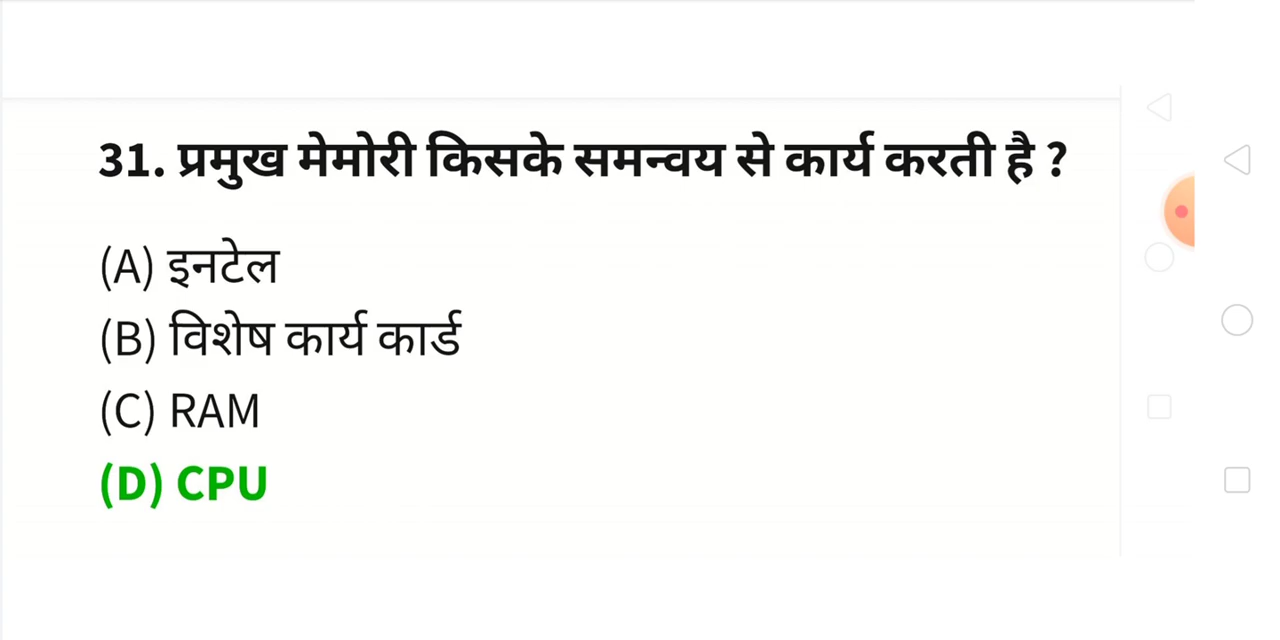 31. प्रमुख मेमोरी किसके समन्वय से कार्य करती है ?
(A) इनटेल
(B) विशेष कार्य कार्ड
(C) RAM
(D) CPU